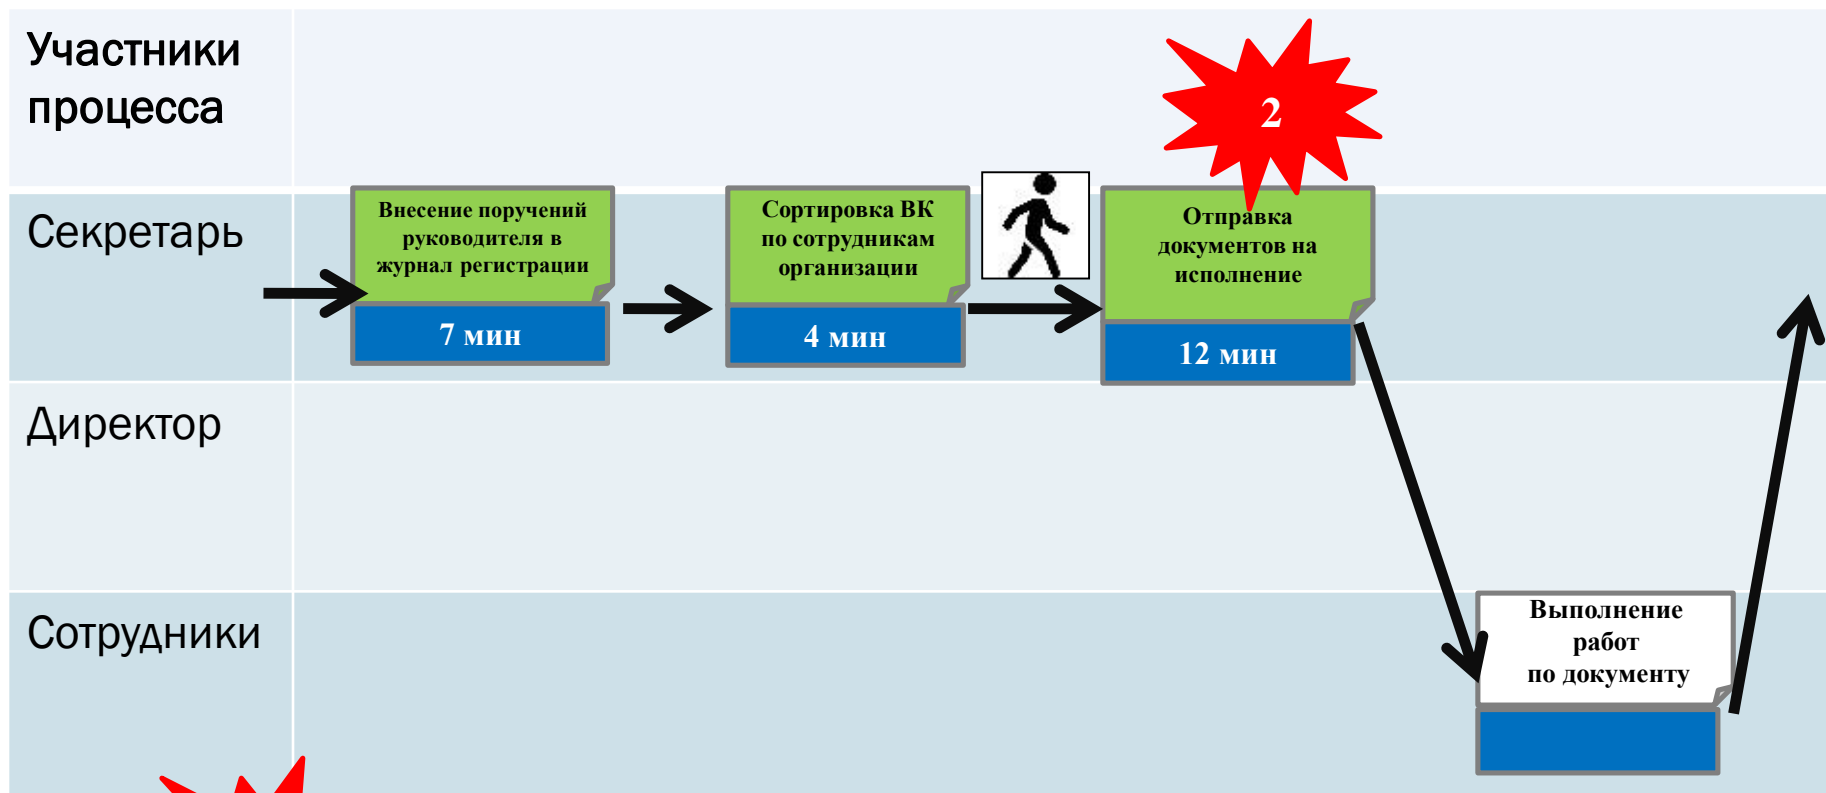 Участники
процесса
2
Секретарь
Внесение поручений
руководителя в
журнал регистрации
7 мин
Сортировка ВК
по сотрудникам
организации
4 мин
Отправка
документов на
исполнение
12 мин
Директор
Сотрудники
Выполнение
работ
по документу